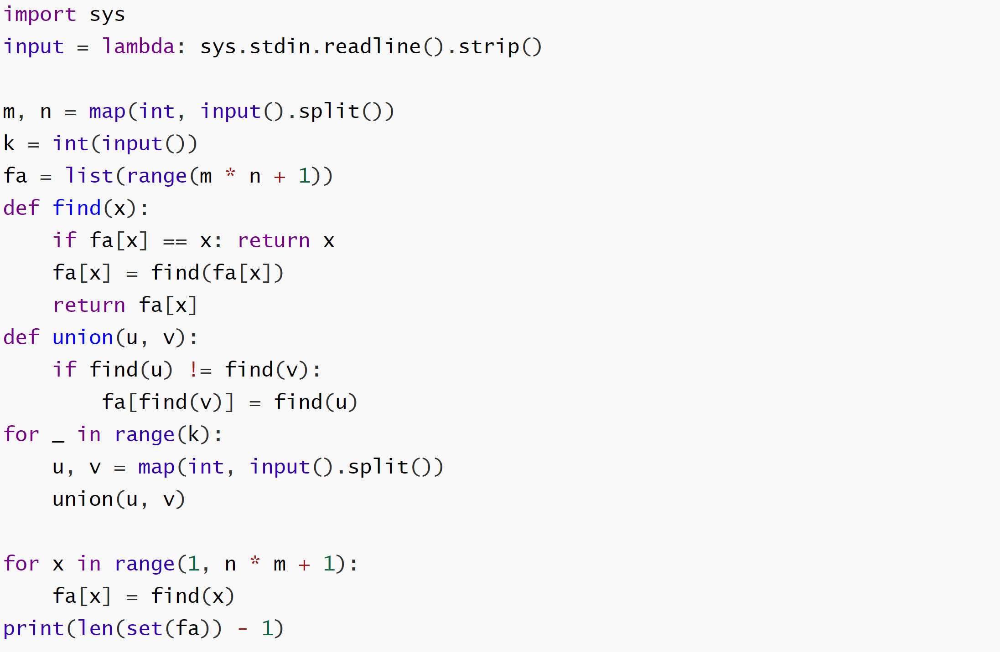 import sys
input = lambda: sys.stdin.readline().strip()

m, n = map(int, input().split())
k = int(input())
fa = list(range(m * n + 1))
def find(x):
    if fa[x] == x: return x
    fa[x] = find(fa[x])
    return fa[x]
def union(u, v):
    if find(u) != find(v):
        fa[find(v)] = find(u)
for _ in range(k):
    u, v = map(int, input().split())
    union(u, v)

for x in range(1, n * m + 1):
    fa[x] = find(x)
print(len(set(fa)) - 1)